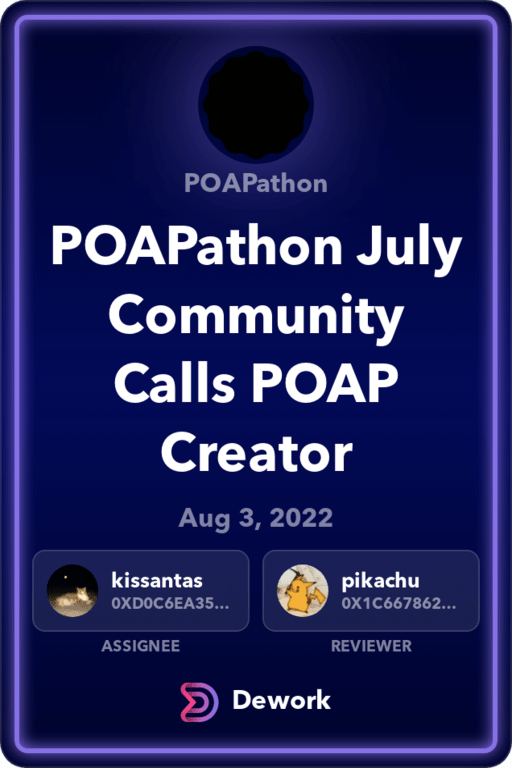 POAPathon
POAPathon July
Community
Calls POAP
Creator
Aug 3, 2022
kissantas
0XD0C6EA35...
pikachu
0X1C667862...
ASSIGNEE
REVIEWER
Dework